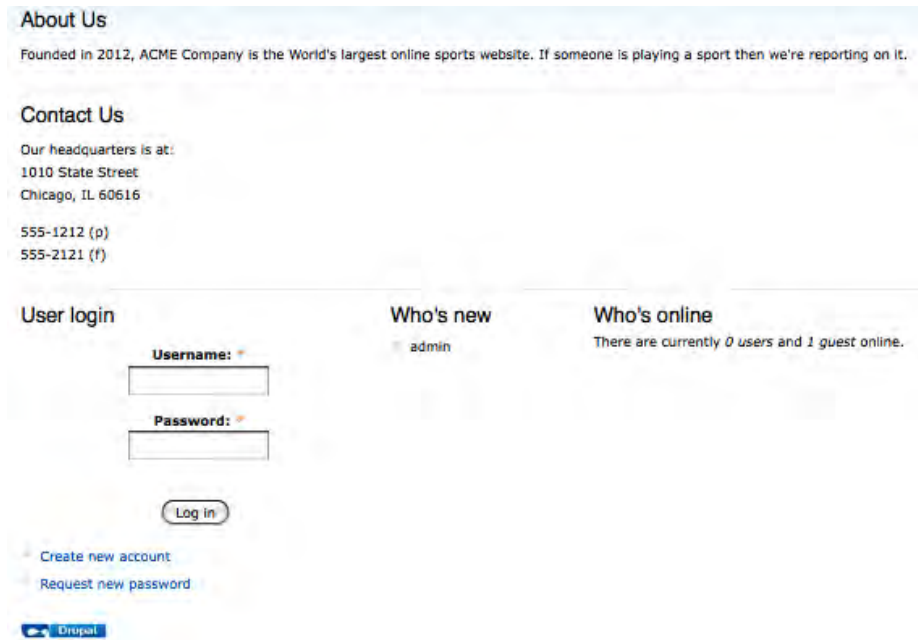 About Us
Founded in 2012, ACME Company is the World's largest online sports website. If someone is playing a sport then we're reporting on it.
Contact Us
Our headquarters is at:
1010 State Street
Chicago, IL 60616
555-1212 (p)
555-2121 (f)
User login
Username: *
Password: *
Log in
Create new account
Request new password
Who's new
admin
Who's online
There are currently 0 users and 1 guest online.
Drupal